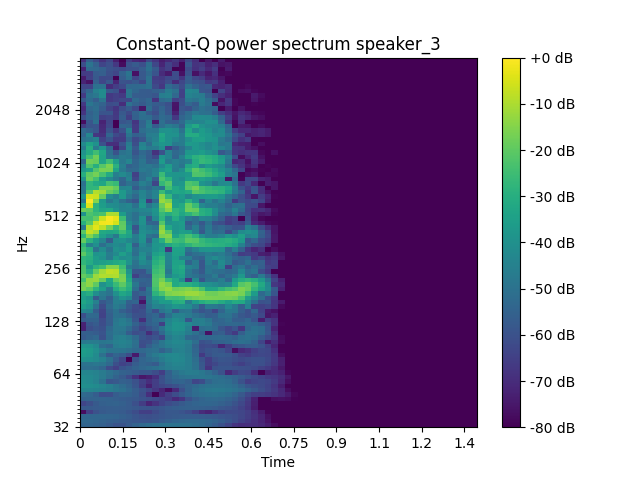 Constant-Q power spectrum speaker_3
Hz
2048
1024
512
256
128
64
32
0 0.15 0.3 0.45 0.6 0.75 0.9 1.1 1.2 1.4
Time
+0 dB
-10 dB
-20 dB
-30 dB
-40 dB
-50 dB
-60 dB
-70 dB
-80 dB